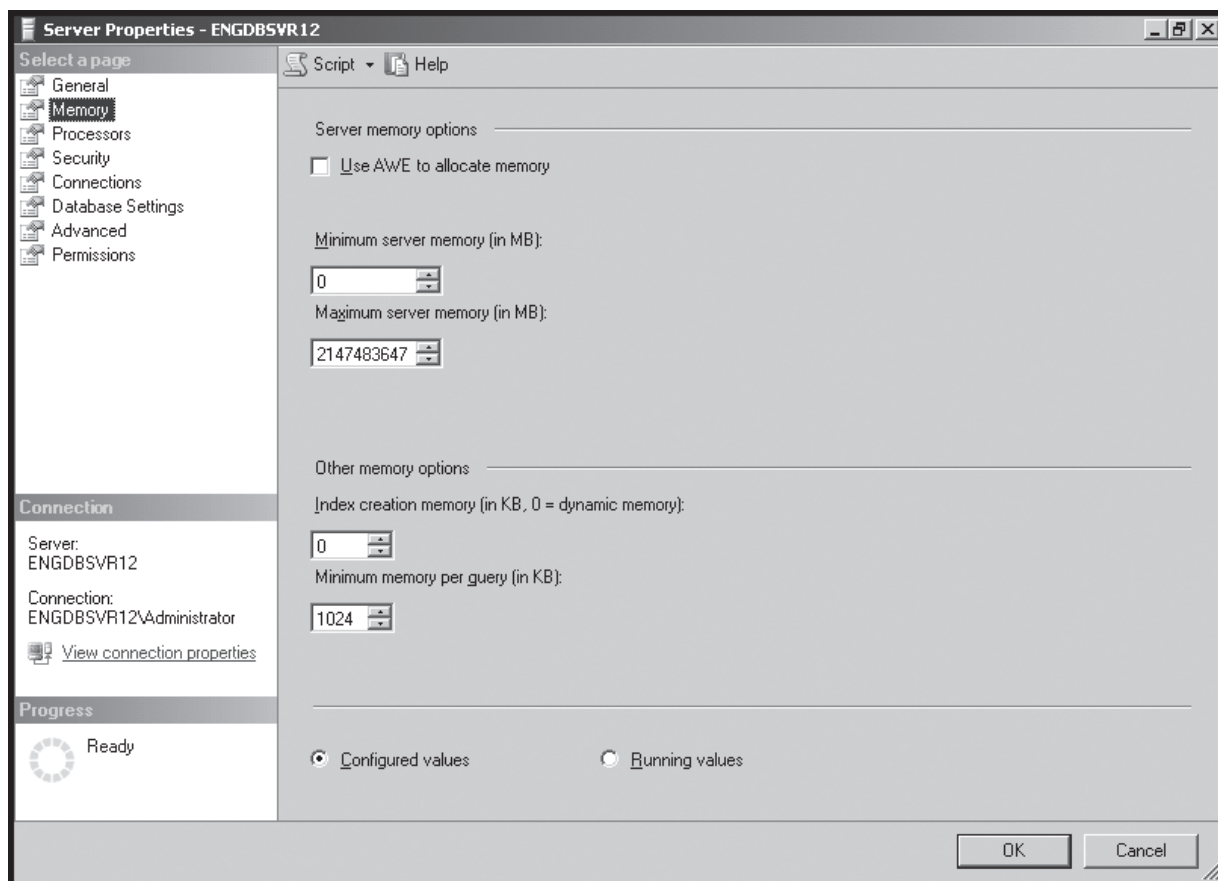 Server Properties - ENGDBSVR12
Select a page
General
Memory
Processors
Security
Connections
Database Settings
Advanced
Permissions
Connection
Server:
ENGDBSVR12
Connection:
ENGDBSVR12\Administrator
View connection properties
Progress
Ready
Script
Help
Server memory options
Use AWE to allocate memory
Minimum server memory (in MB):
0
Maximum server memory (in MB):
2147483647
Other memory options
Index creation memory (in KB, 0 = dynamic memory):
0
Minimum memory per query (in KB):
1024
Configured values
Running values
OK
Cancel